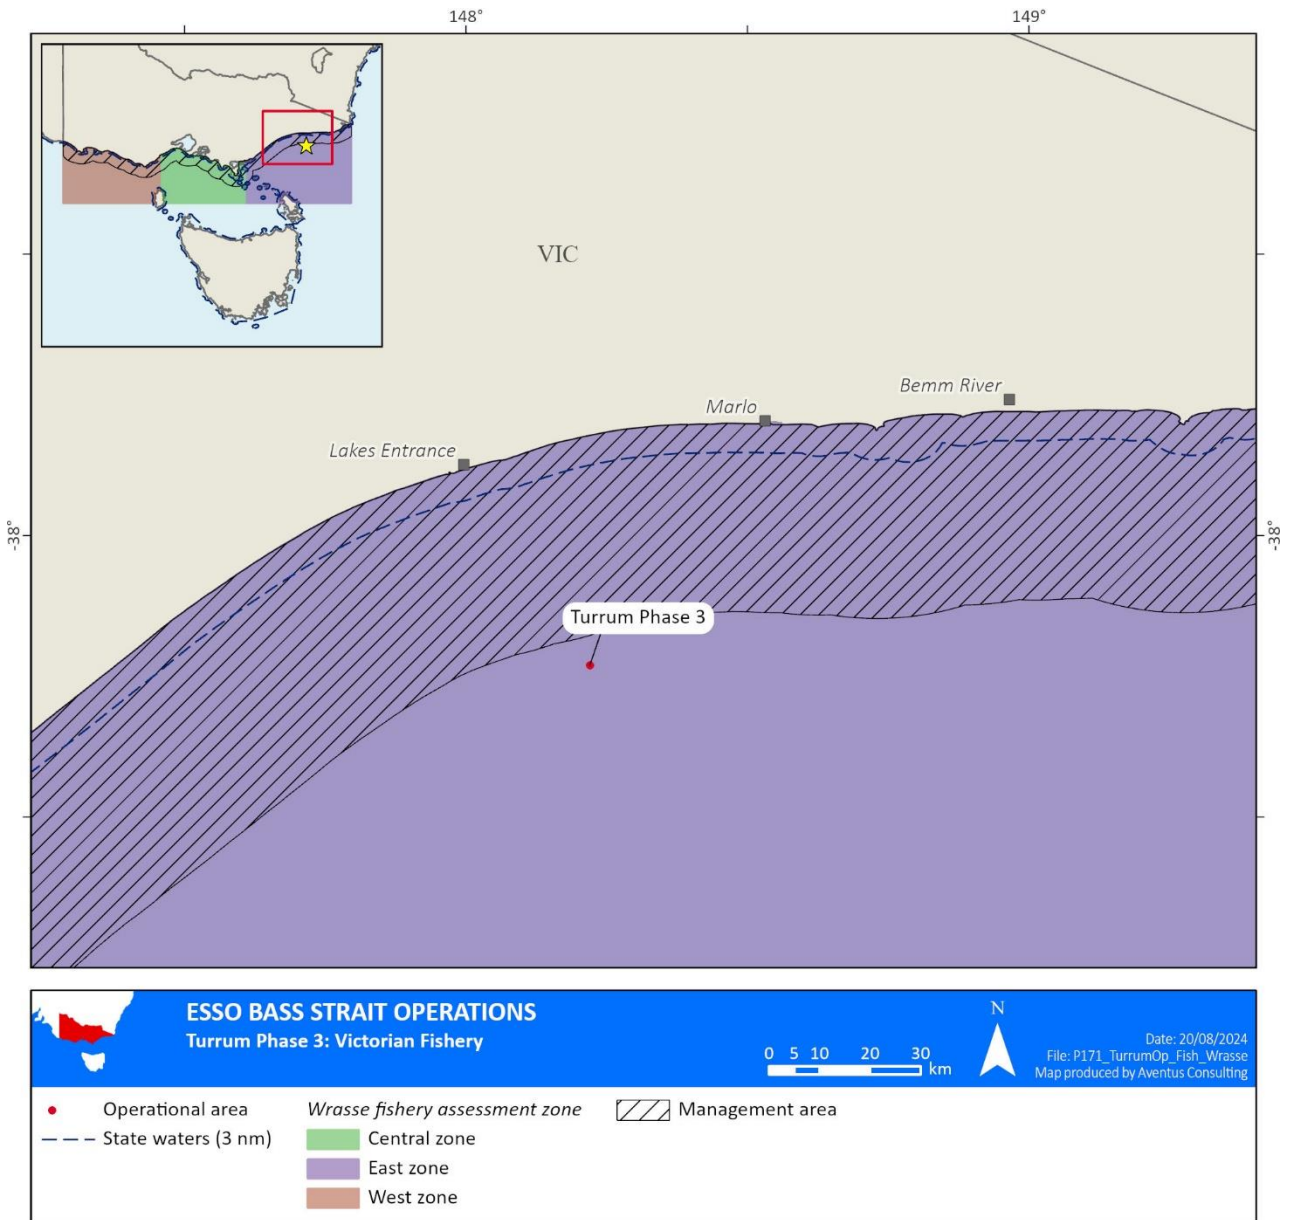 148°
149°
VIC
Bemm River
Marlo
Lakes Entrance
-38°
-38°
Turrum Phase 3
ESSO BASS STRAIT OPERATIONS
Turrum Phase 3: Victorian Fishery
0 5 10 20 30
km
N
Date: 20/08/2024
File: P171_TurrumOp_Fish_Wrasse
Map produced by Aventus Consulting
Operational area
State waters (3 nm)
Wrasse fishery assessment zone
Central zone
East zone
West zone
Management area